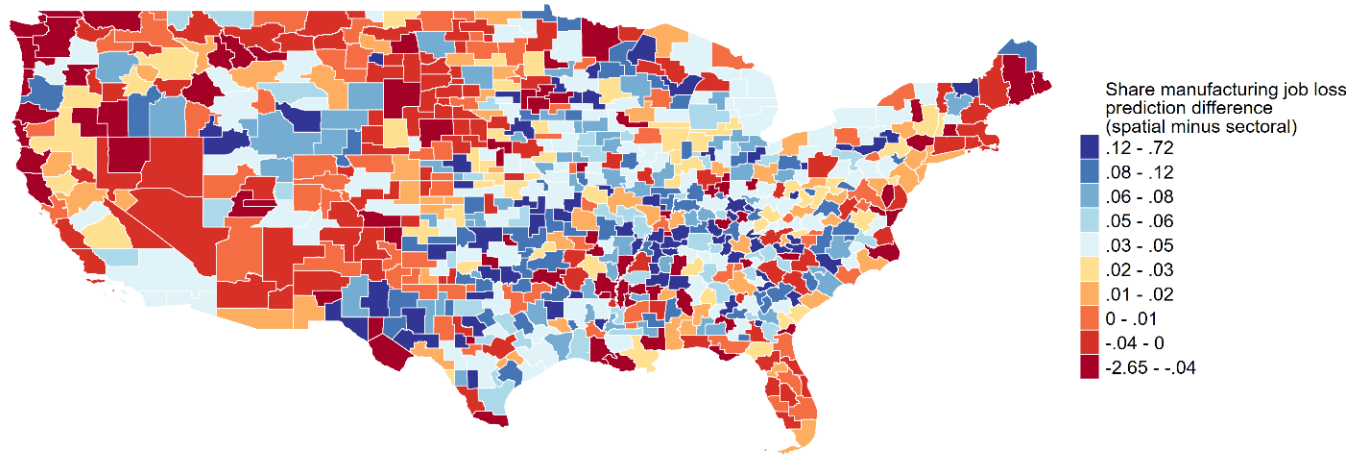 Share manufacturing job loss
prediction difference
(spatial minus sectoral)
.12 - .72
.08 - .12
.06 - .08
.05 - .06
.03 - .05
.02 - .03
.01 - .02
0 - .01
-.04 - 0
-2.65 - -.04